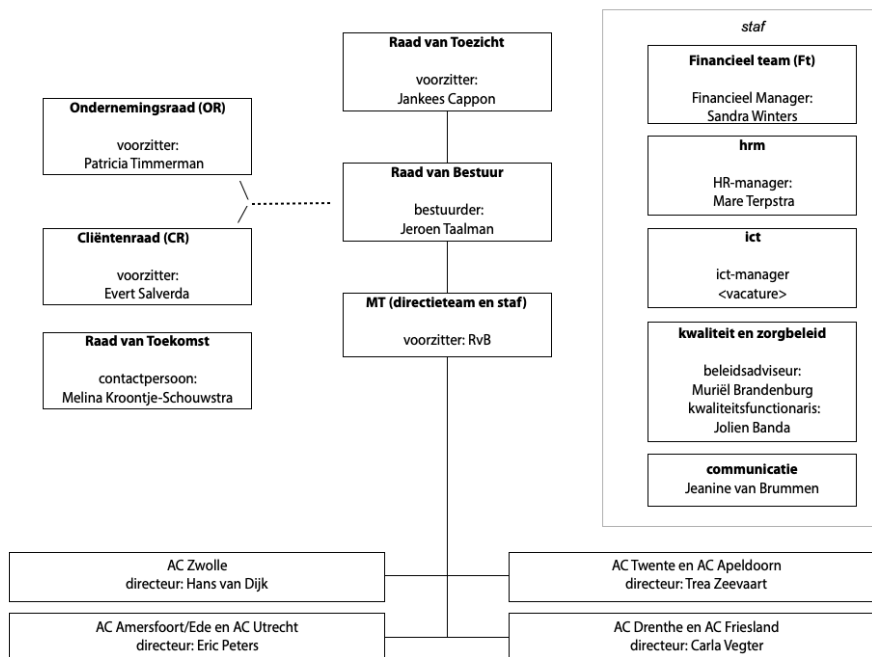 Raad van Toezicht
voorzitter:
Jankees Cappon
Ondernemingsraad (OR)
voorzitter:
Patricia Timmerman
Raad van Bestuur
bestuurder:
Jeroen Taalman
Cliëntenraad (CR)
voorzitter:
Evert Salverda
MT (directieteam en staf)
voorzitter: RvB
Raad van Toekomst
contactpersoon:
Melina Kroontje-Schouwstra
staf
Financieel team (Ft)
Financieel Manager:
Sandra Winters
hrm
HR-manager:
Mare Terpstra
ict
ict-manager
<vacature>
kwaliteit en zorgbeleid
beleidsadviseur:
Muriël Brandenburg
kwaliteitsfunctionaris:
Jolien Banda
communicatie
Jeanine van Brummen
AC Zwolle
directeur: Hans van Dijk
AC Twente en AC Apeldoorn
directeur: Trea Zeevaart
AC Amersfoort/Ede en AC Utrecht
directeur: Eric Peters
AC Drenthe en AC Friesland
directeur: Carla Vegter